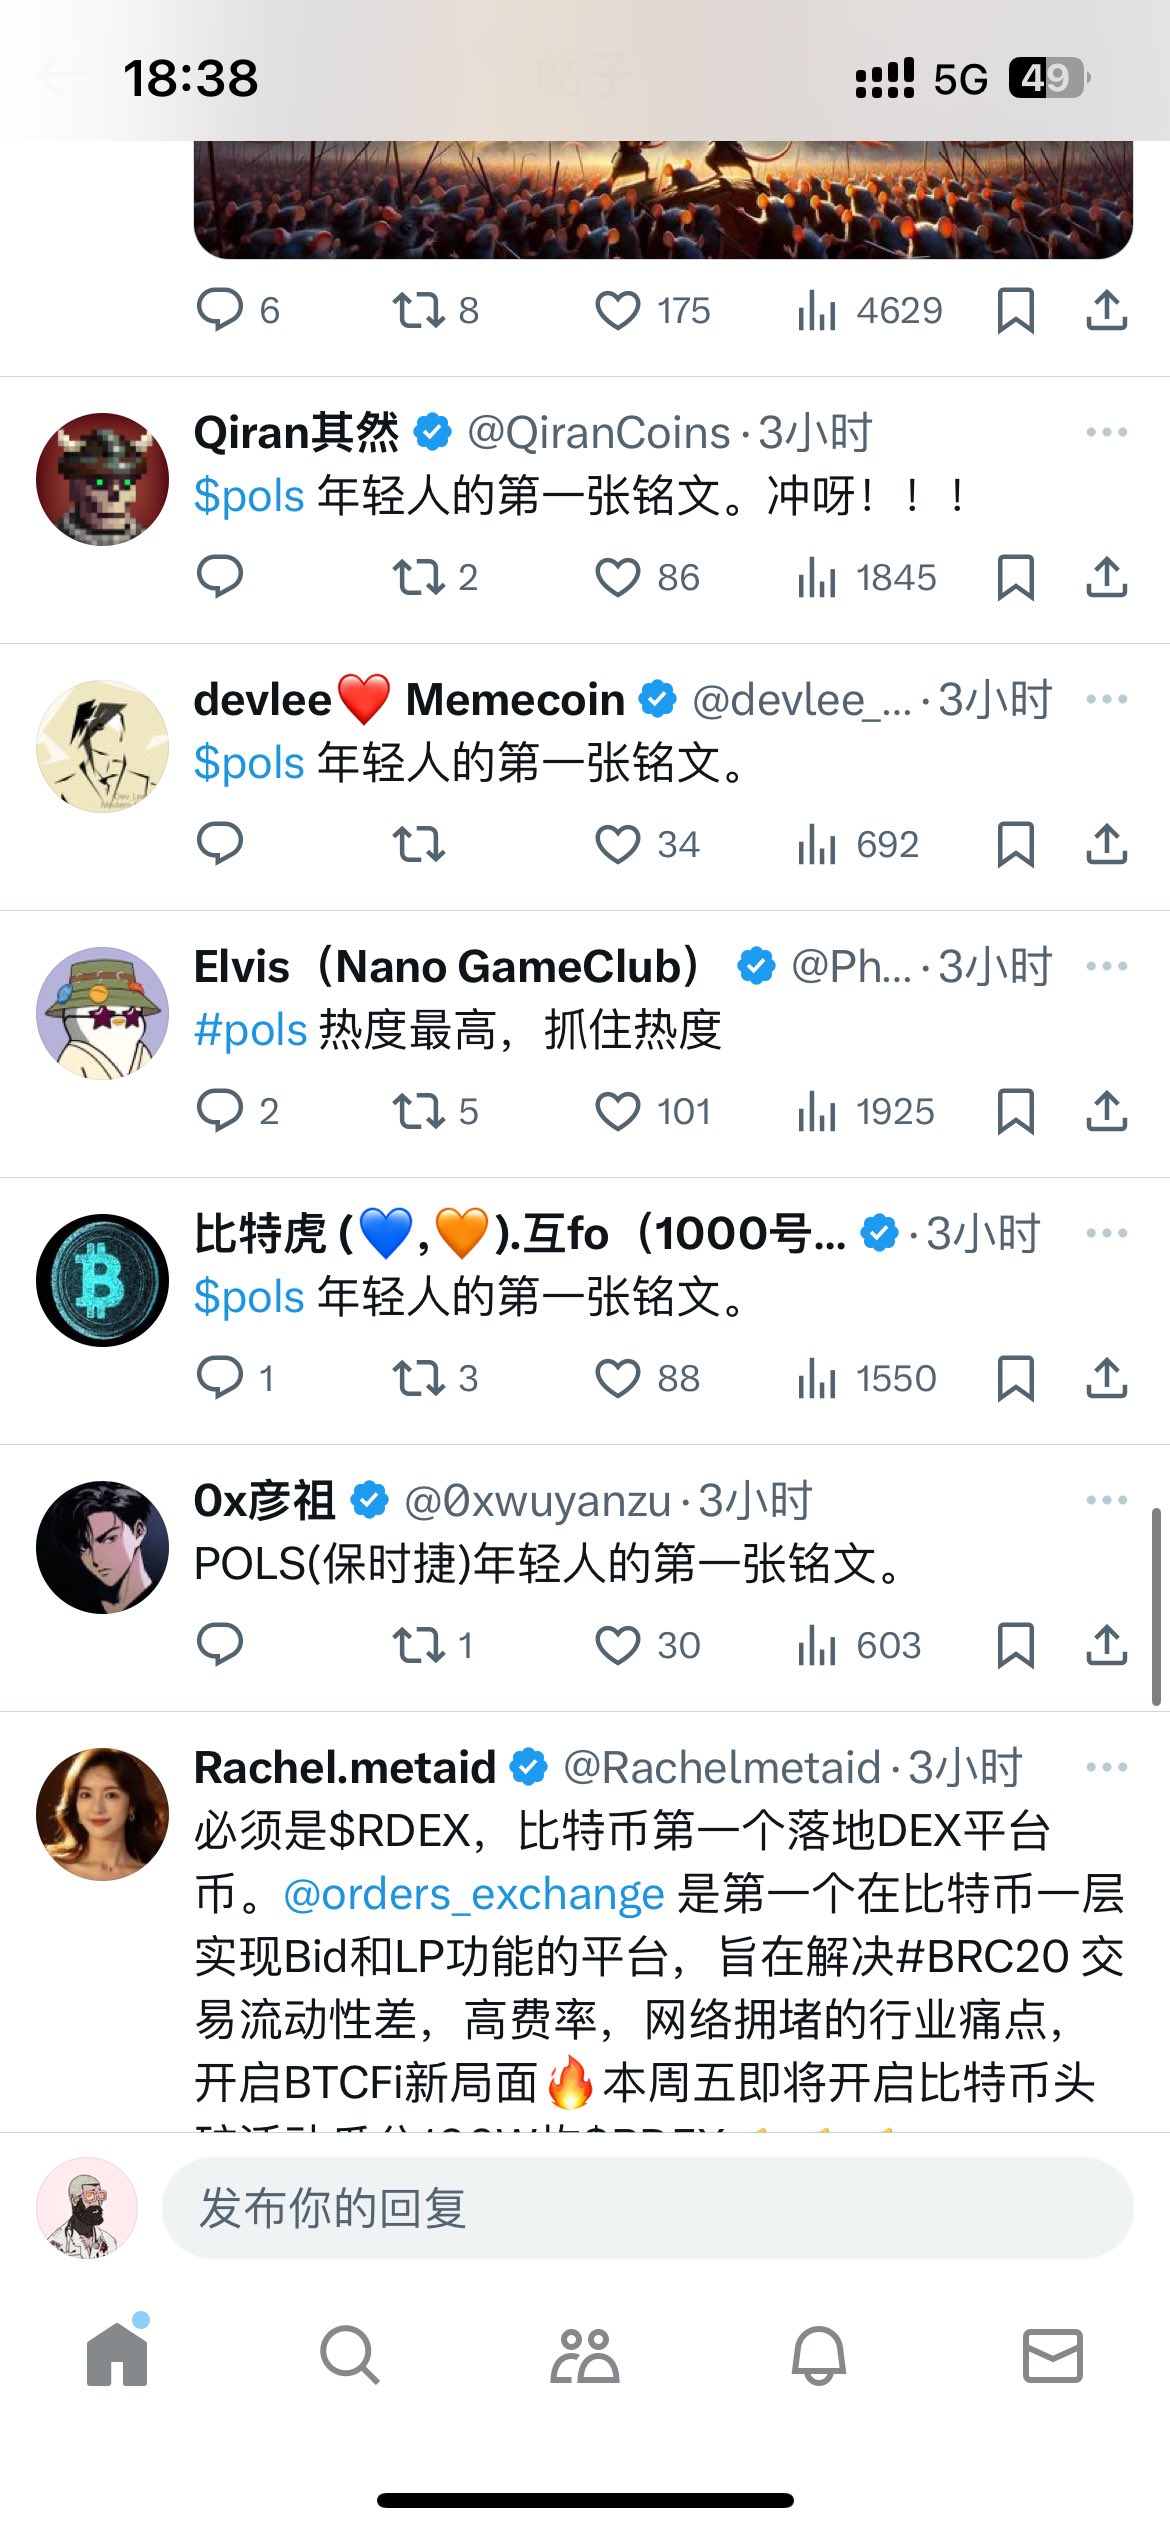 18:38 5G 49
6 8 175 4629
Qiran其然 @QiranCoins·3小时
$pols 年轻人的第一张铭文。冲呀！！！
2 86 1845
devlee❤️ Memecoin @devlee_...·3小时
$pols 年轻人的第一张铭文。
34 692
Elvis（Nano GameClub） @Ph...·3小时
#pols 热度最高，抓住热度
2 5 101 1925
比特虎 (💙,🧡).互fo（1000号...·3小时
$pols 年轻人的第一张铭文。
1 3 88 1550
0x彦祖 @0xwuyanzu·3小时
POLS(保时捷)年轻人的第一张铭文。
1 30 603
Rachel.metaid @Rachelmetaid·3小时
必须是$RDEX，比特币第一个落地DEX平台
币。@orders_exchange 是第一个在比特币一层
实现Bid和LP功能的平台，旨在解决#BRC20 交
易流动性差，高费率，网络拥堵的行业痛点，
开启BTCFi新局面🔥本周五即将开启比特币头
发布你的回复